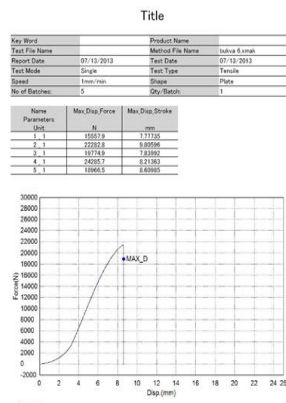 Title
Key Word Product Name
Test File Name Method File Name bukva 6.xmak
Report Date 07/13/2013 Test Date 07/13/2013
Test Mode Single Test Type Tensile
Speed 1mm/min Shape Plate
No of Batches: 5 Qty/Batch: 1
Name Max_Disp_Force Max_Disp_Stroke
Parameters
Unit N mm
1 _ 1 15557.9 7.77735
2 _ 1 22282.8 9.80596
3 _ 1 19774.9 7.83992
4 _ 1 24285.7 8.21363
5 _ 1 18966.5 8.60985
30000
28000
26000
24000
22000
20000
18000
16000
14000
12000
10000
8000
6000
4000
2000
0
-2000
Force(N)
MAX_D
0 2 4 6 8 10 12 14 16 18 20 22 24 25
Disp.(mm)